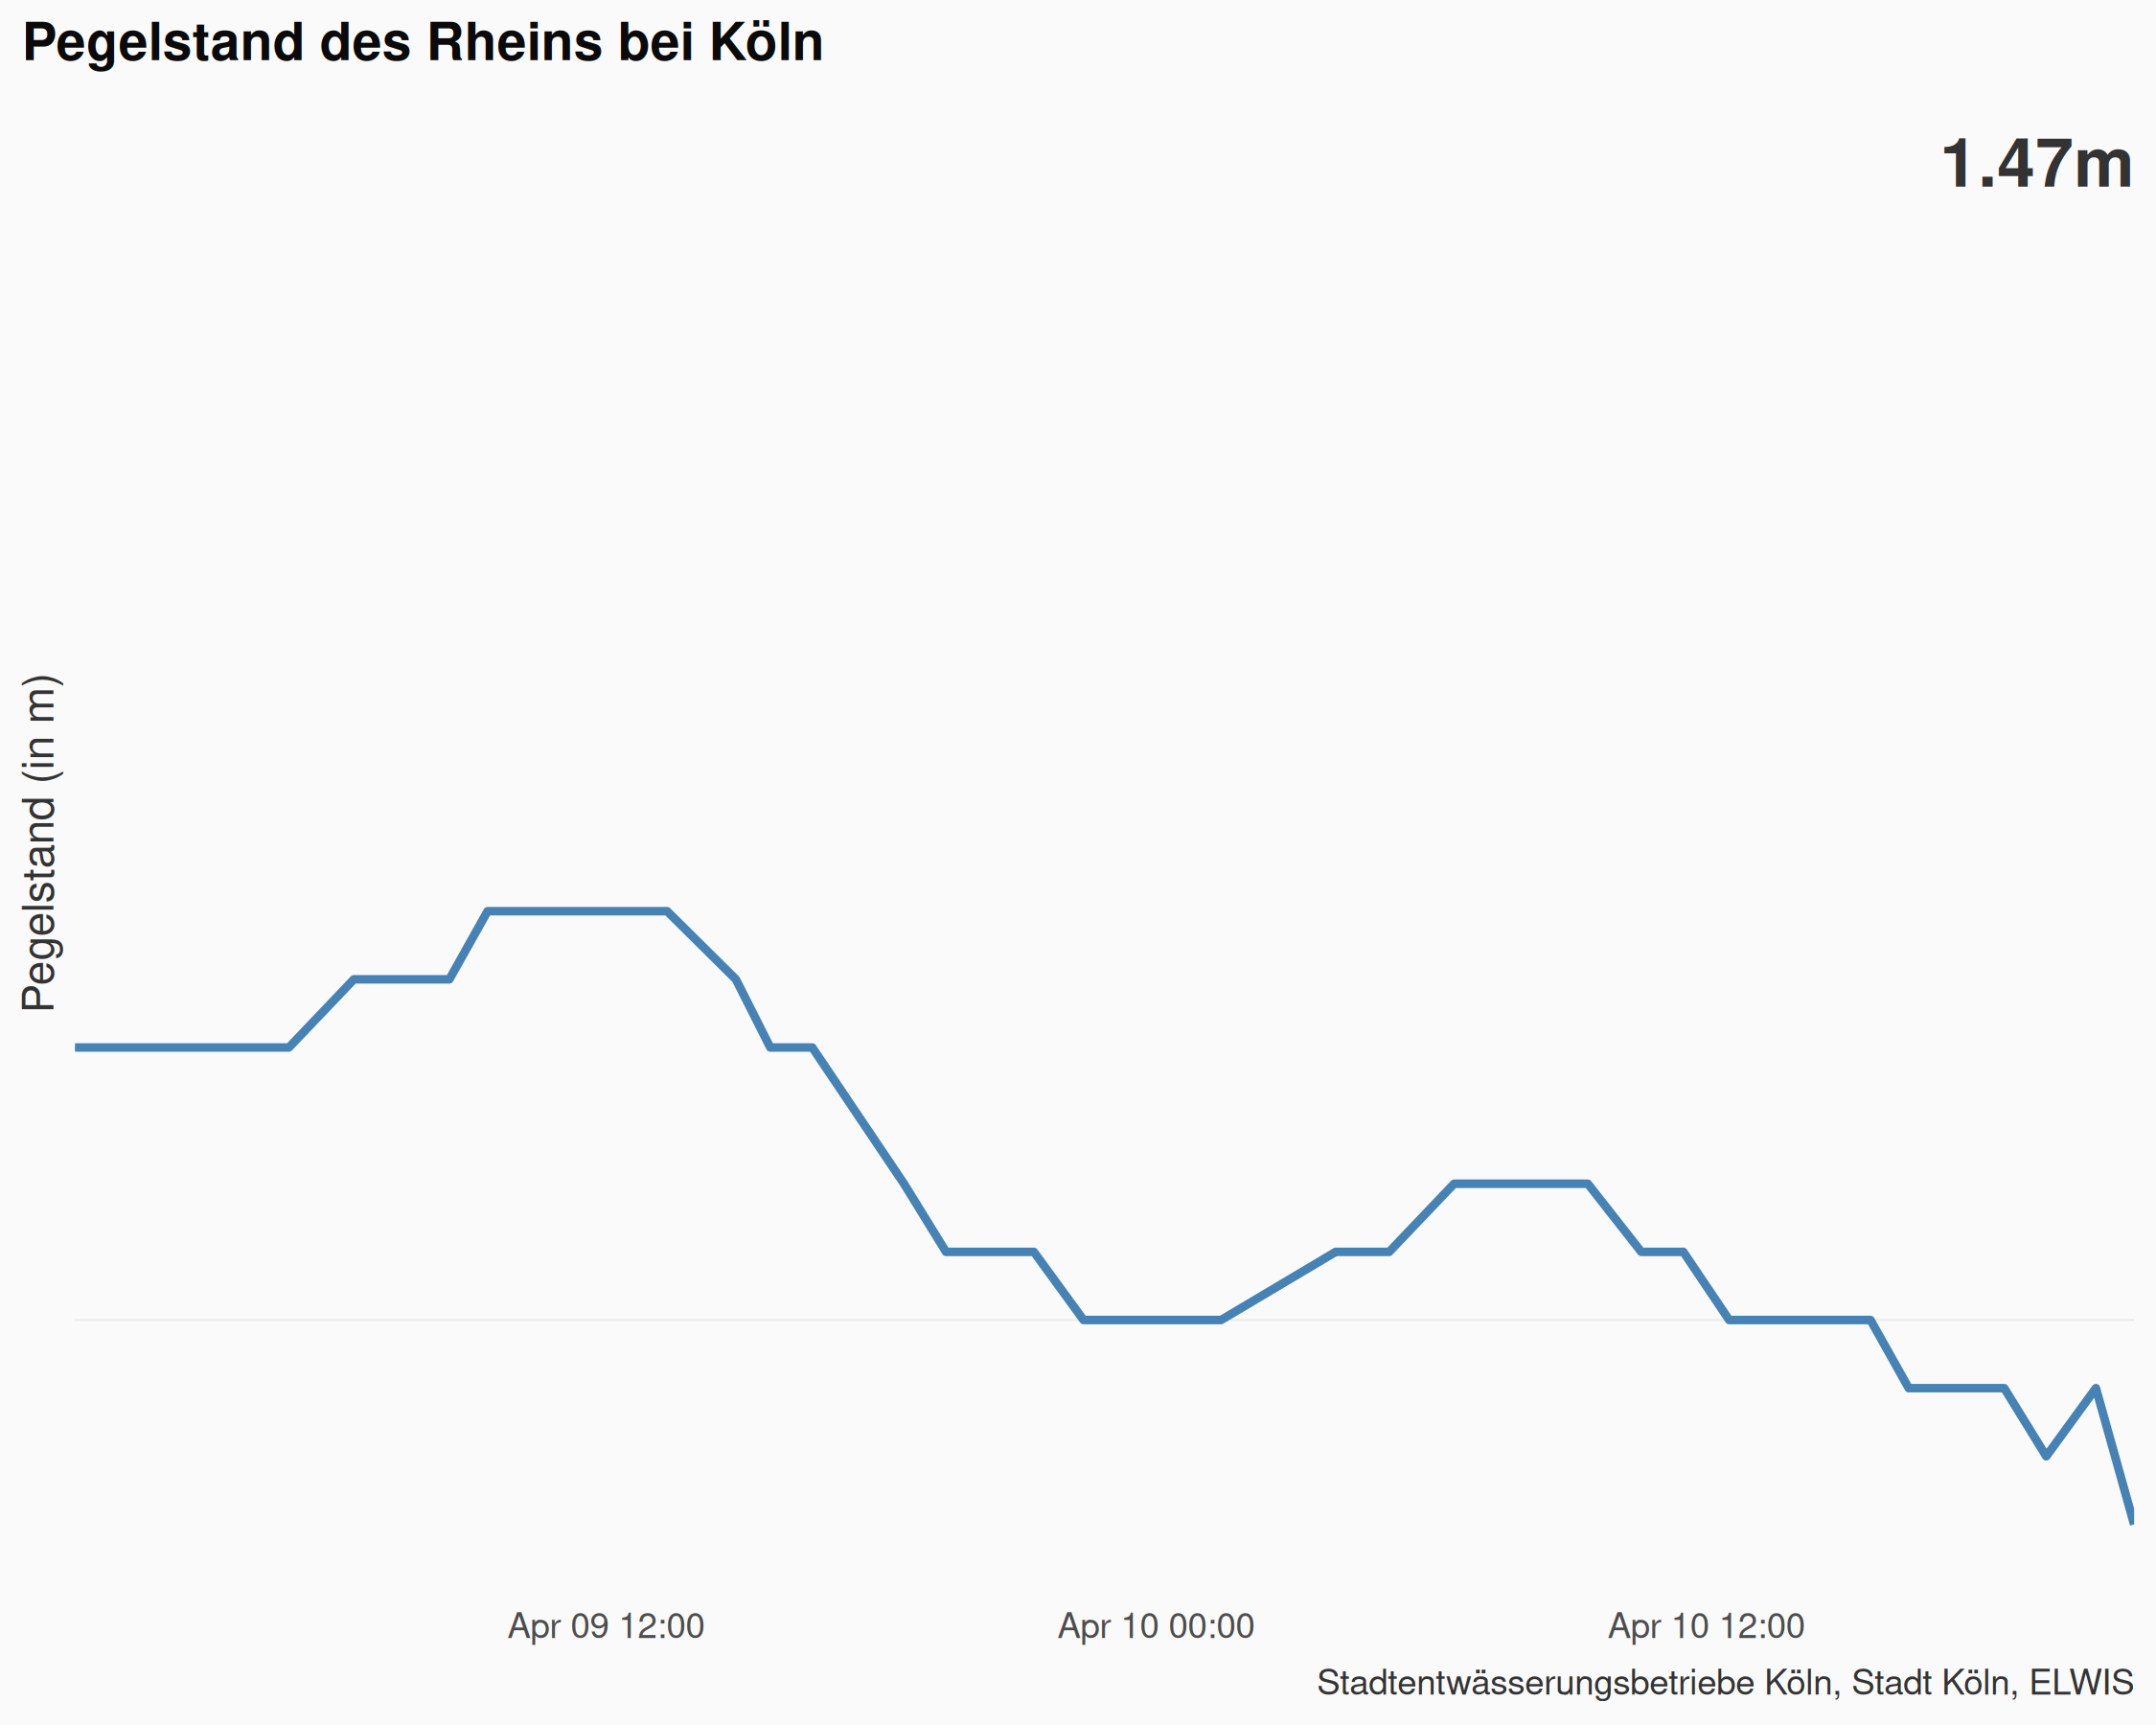 Pegelstand des Rheins bei Köln
1.47m
Pegelstand (in m)
Apr 09 12:00
Apr 10 00:00
Apr 10 12:00
Stadtentwässerungsbetriebe Köln, Stadt Köln, ELWIS